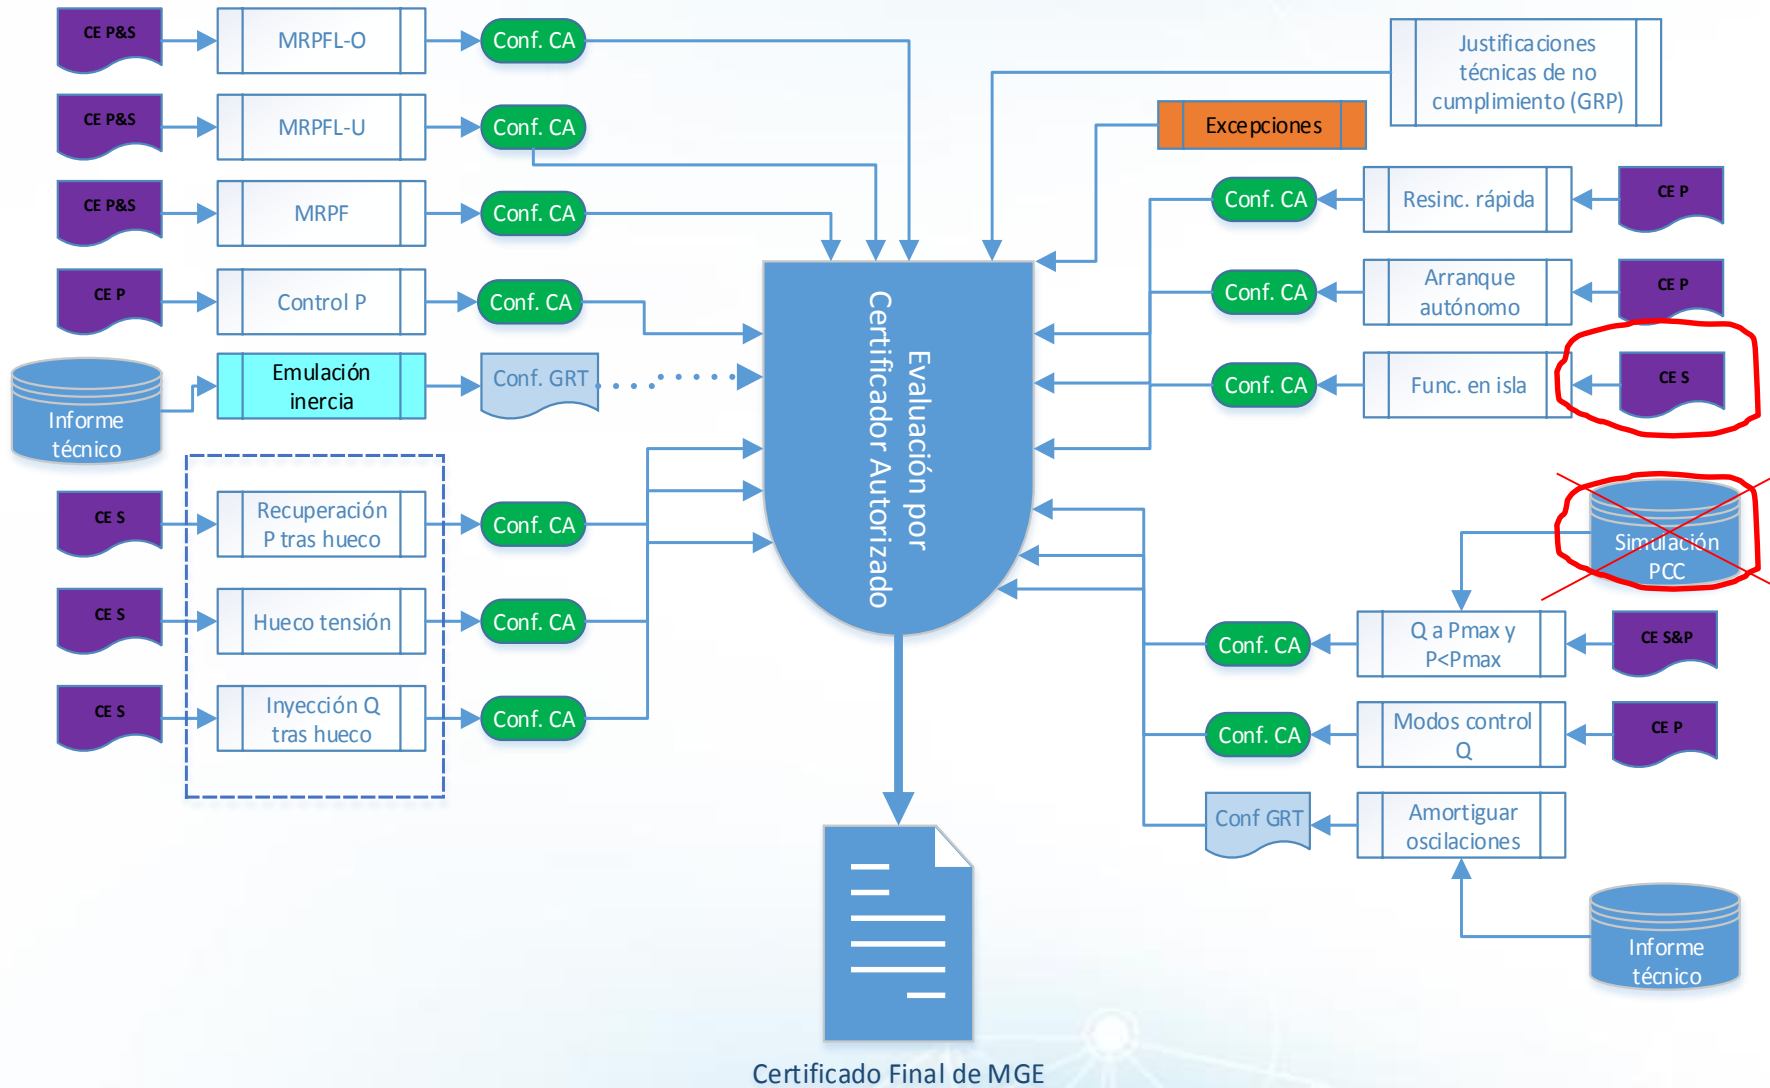 CE P&S
MRPFL-O
Conf. CA
CE P&S
MRPFL-U
Conf. CA
CE P&S
MRPF
Conf. CA
CE P
Control P
Conf. CA
Informe
técnico
Emulación
inercia
Conf. GRT
CE S
Recuperación
P tras hueco
Conf. CA
CE S
Hueco tensión
Conf. CA
CE S
Inyección Q
tras hueco
Conf. CA
Evaluación por
Certificador Autorizado
Justificaciones
técnicas de no
cumplimiento (GRP)
Excepciones
Conf. CA
Resinc. rápida
CE P
Conf. CA
Arranque
autónomo
CE P
Conf. CA
Func. en isla
CE S
Simulación
PCC
Conf. CA
Q a Pmax y
P<Pmax
CE S&P
Conf. CA
Modos control
Q
CE P
Conf GRT
Amortiguar
oscilaciones
Informe
técnico
Certificado Final de MGE